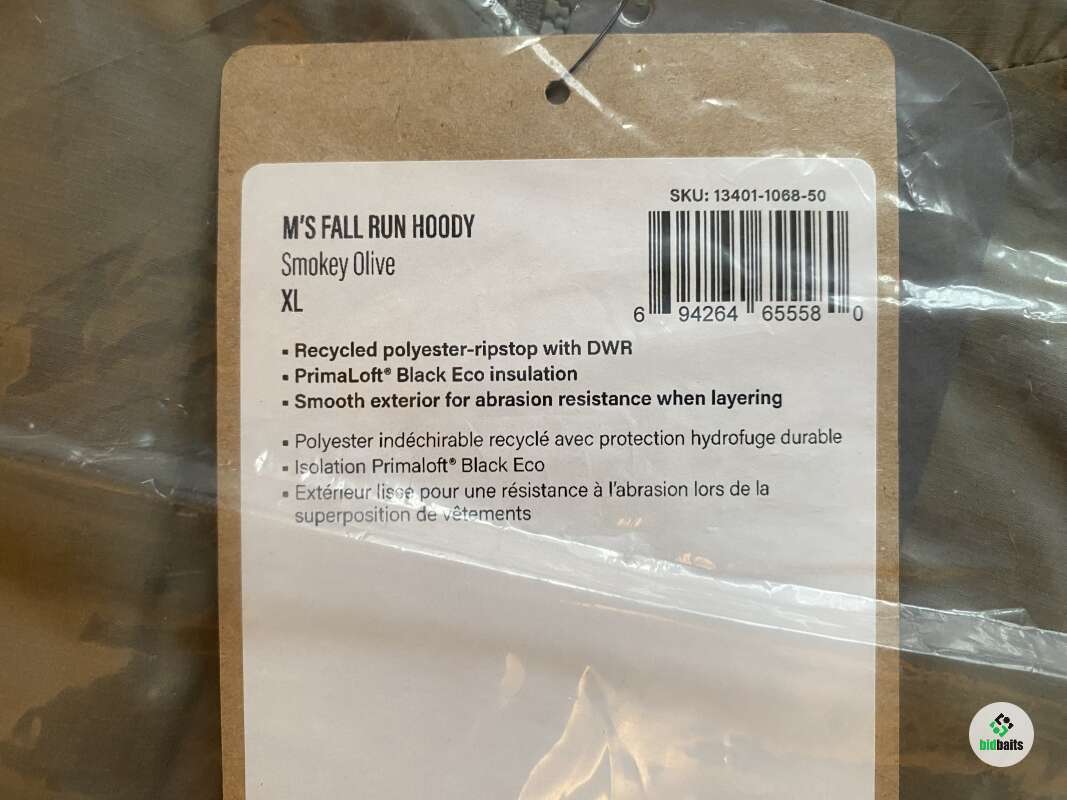 SKU: 13401-1068-50
M'S FALL RUN HOODY
Smokey Olive
XL
6 94264 65558 0
▪ Recycled polyester-ripstop with DWR
▪ PrimaLoft® Black Eco insulation
▪ Smooth exterior for abrasion resistance when layering
▪ Polyester indéchirable recyclé avec protection hydrofuge durable
▪ Isolation Primaloft® Black Eco
▪ Extérieur lisse pour une résistance à l'abrasion lors de la
superposition de vêtements
bidbaits